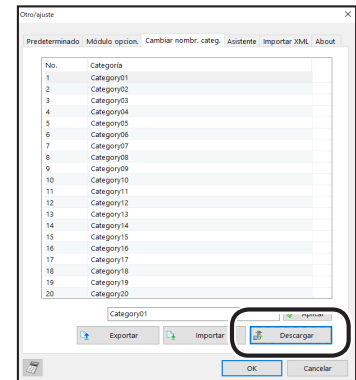 Otro/ajuste
Predeterminado Módulo opcion. Cambiar nombr. categ. Asistente Importar XML About
No. Categoría
1 Category01
2 Category02
3 Category03
4 Category04
5 Category05
6 Category06
7 Category07
8 Category08
9 Category09
10 Category10
11 Category11
12 Category12
13 Category13
14 Category14
15 Category15
16 Category16
17 Category17
18 Category18
19 Category19
20 Category20
Category01 Aplicar
Exportar Importar Descargar
OK Cancelar